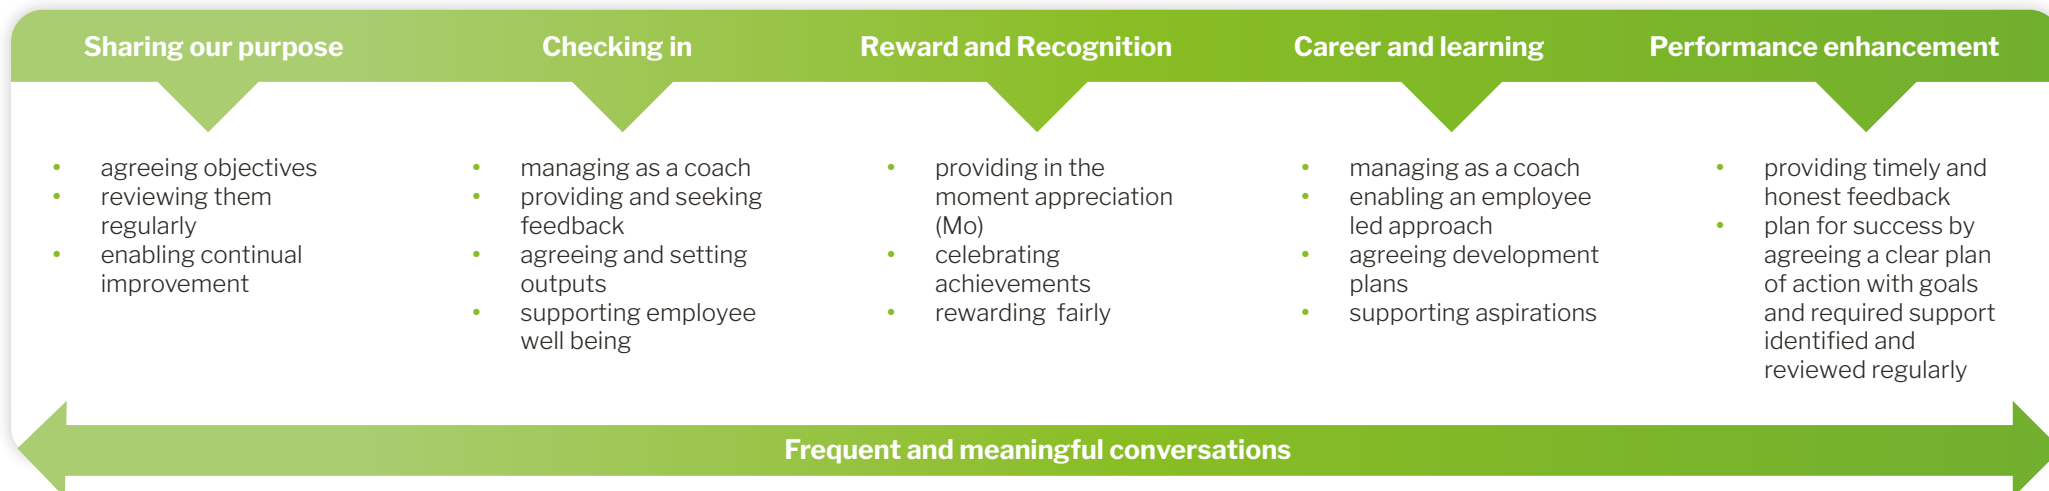 Sharing our purpose
• agreeing objectives
• reviewing them
regularly
• enabling continual
improvement
Checking in
• managing as a coach
• providing and seeking
feedback
• agreeing and setting
outputs
• supporting employee
well being
Reward and Recognition
• providing in the
moment appreciation
(Mo)
• celebrating
achievements
• rewarding  fairly
Career and learning
• managing as a coach
• enabling an employee
led approach
• agreeing development
plans
• supporting aspirations
Performance enhancement
• providing timely and
honest feedback
• plan for success by
agreeing a clear plan
of action with goals
and required support
identified and
reviewed regularly
Frequent and meaningful conversations